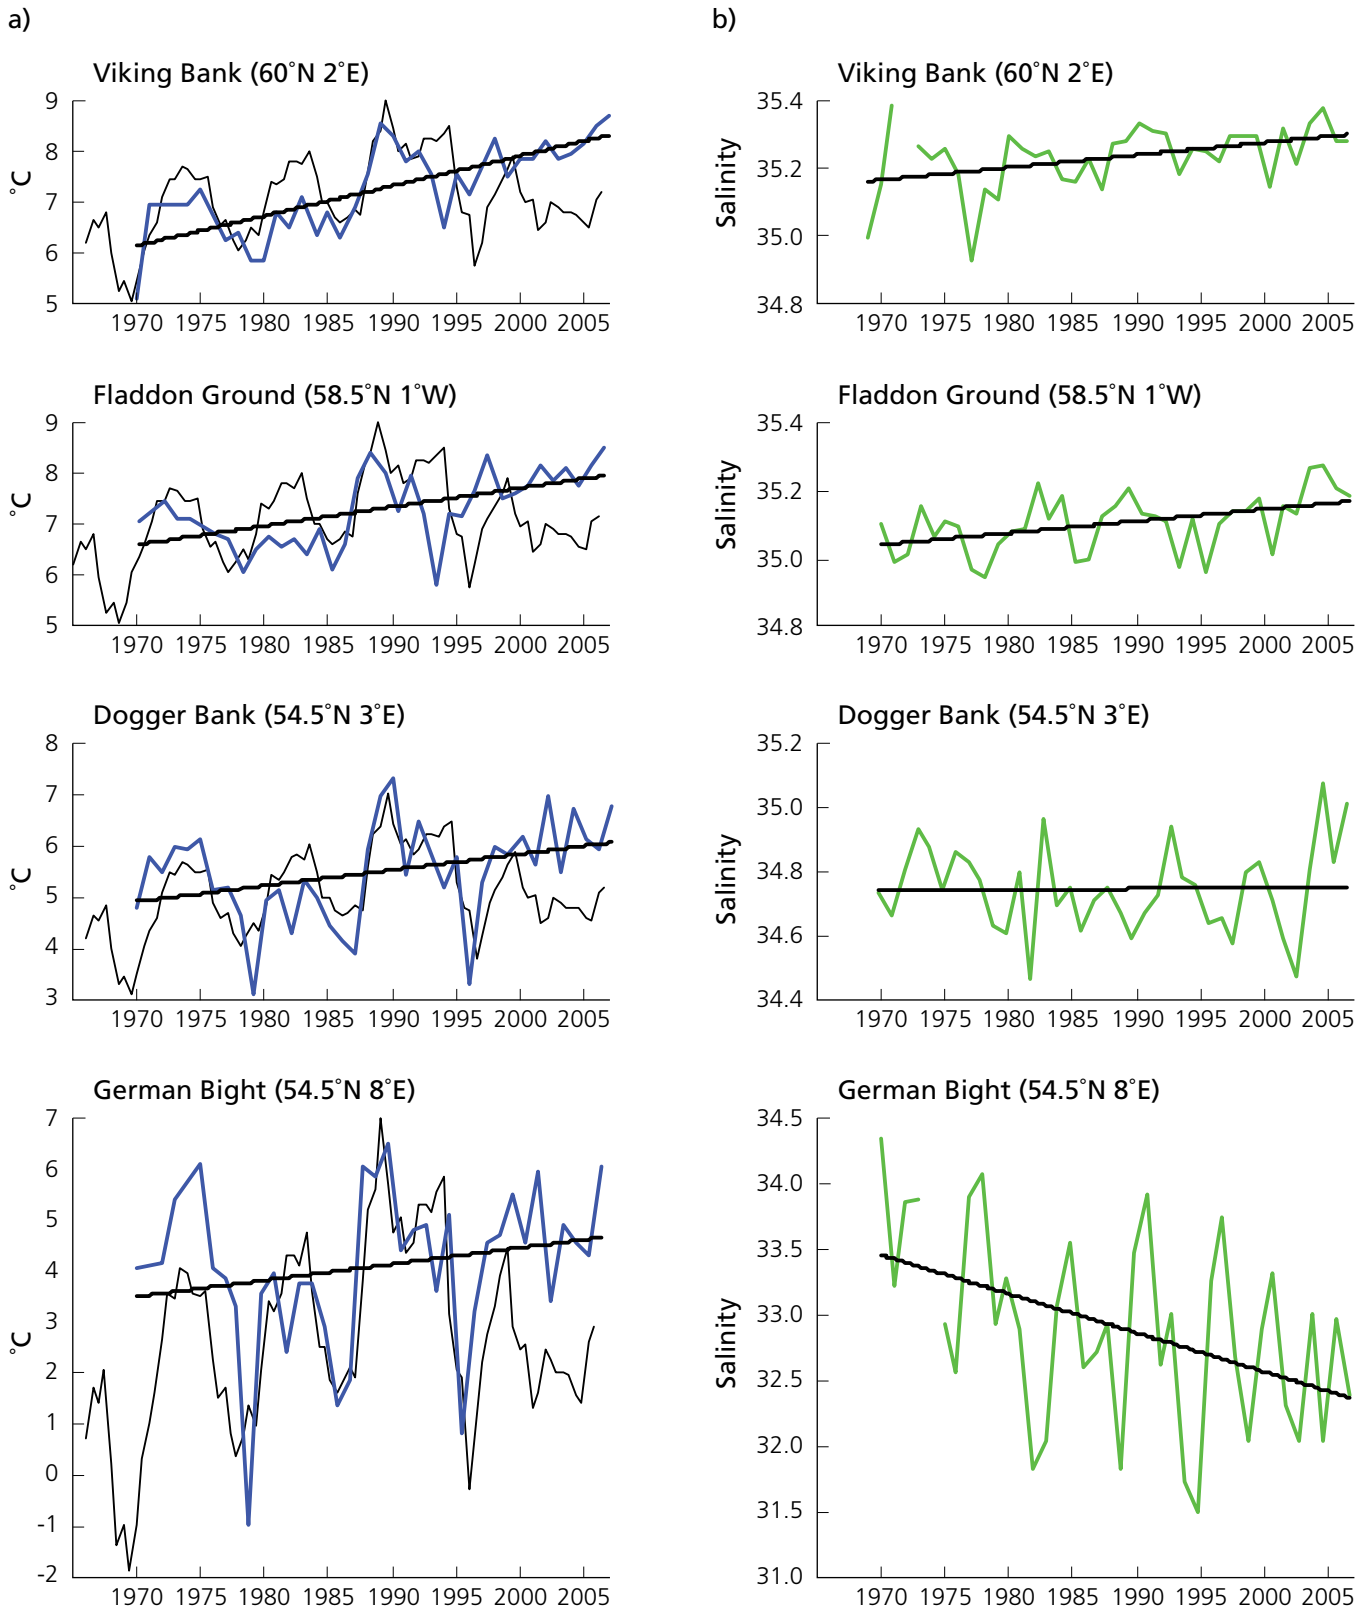 a)
Viking Bank (60˚N 2˚E)
9
8
7
6
5
˚C
1970 1975 1980 1985 1990 1995 2000 2005
Fladdon Ground (58.5˚N 1˚W)
9
8
7
6
5
˚C
1970 1975 1980 1985 1990 1995 2000 2005
Dogger Bank (54.5˚N 3˚E)
8
7
6
5
4
3
˚C
1970 1975 1980 1985 1990 1995 2000 2005
German Bight (54.5˚N 8˚E)
7
6
5
4
3
2
1
0
-1
-2
˚C
1970 1975 1980 1985 1990 1995 2000 2005
b)
Viking Bank (60˚N 2˚E)
35.4
35.2
35.0
34.8
Salinity
1970 1975 1980 1985 1990 1995 2000 2005
Fladdon Ground (58.5˚N 1˚W)
35.4
35.2
35.0
34.8
Salinity
1970 1975 1980 1985 1990 1995 2000 2005
Dogger Bank (54.5˚N 3˚E)
35.2
35.0
34.8
34.6
34.4
Salinity
1970 1975 1980 1985 1990 1995 2000 2005
German Bight (54.5˚N 8˚E)
34.5
34.0
33.5
33.0
32.5
32.0
31.5
31.0
Salinity
1970 1975 1980 1985 1990 1995 2000 2005